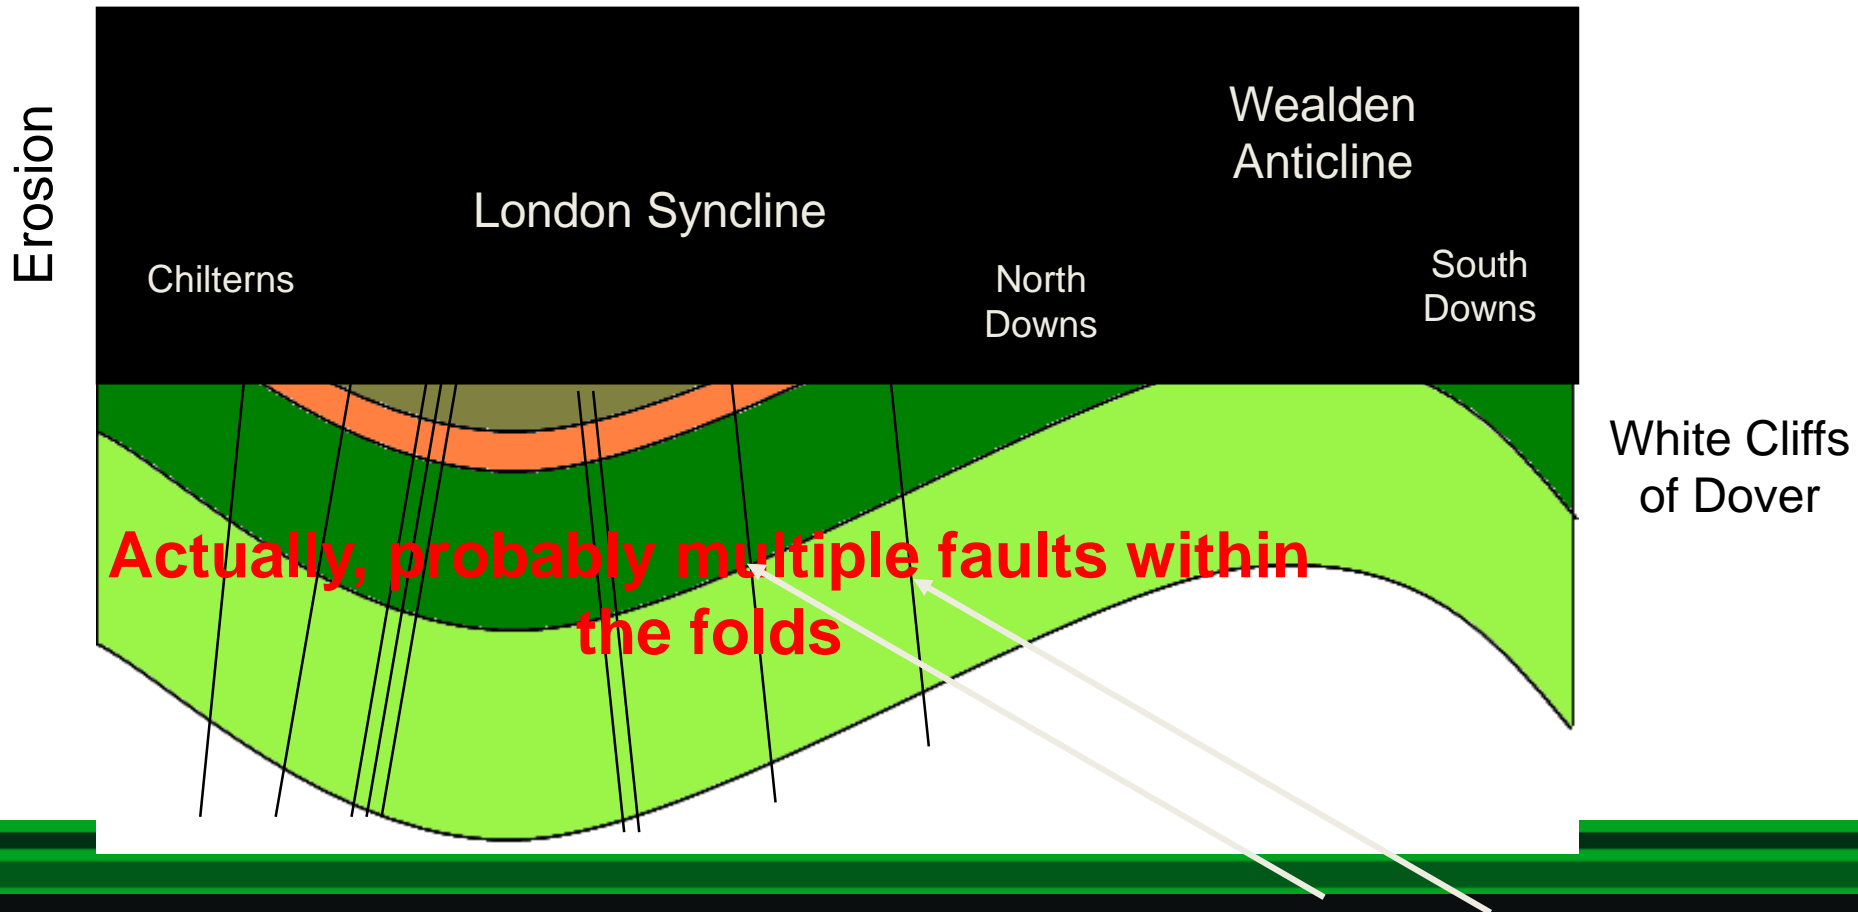 Erosion
Wealden
Anticline
London Syncline
Chilterns
North
Downs
South
Downs
White Cliffs
of Dover
Actually, probably multiple faults within
the folds